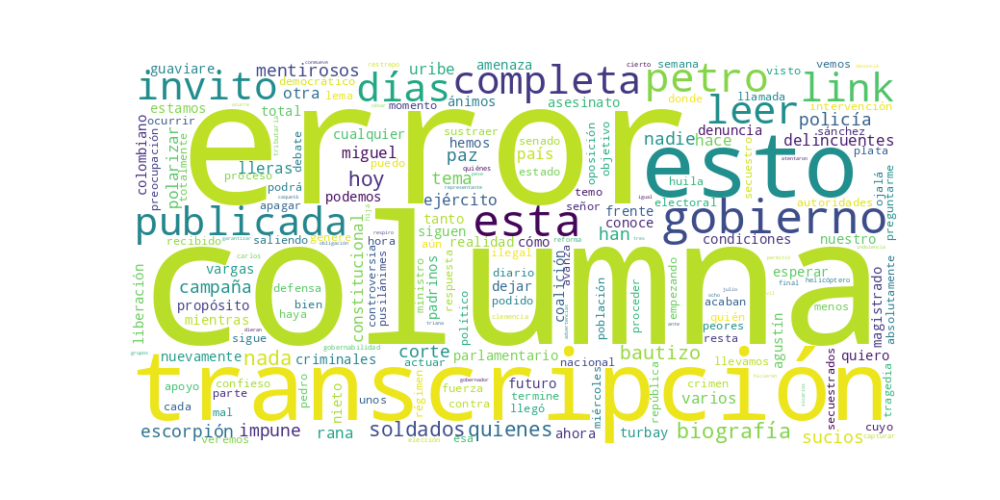 error
columna
transcripción
esto
gobierno
publicada
completa
esta
invito
días
petro
link
leer
hoy
han
nada
tema
paz
nadie
hace
policía
delincuentes
mentirosos
uribe
amenaza
guaviare
otra
democrático
lema
estamos
total
ocurrir
momento
ánimos
asesinato
semana
vemos
cierto
visto
donde
llamada
intervención
denuncia
sánchez
plata
secuestro
autoridades
ojalá
preguntarme
huila
electoral
señor
temo
frente
conoce
condiciones
nuestro
oposición
objetivo
país
estado
senado
sustraer
hemos
cualquier
miguel
puedo
podemos
ejército
lleras
debate
proceso
podrá
apagar
totalmente
polarizar
preocupación
colombiano
tributaria
recibido
genere
saliendo
hora
tanto
siguen
realidad
cómo
aún
ilegal
vargas
campaña
propósito
mientras
liberación
defensa
bien
haya
sigue
constitucional
controversia
pusilánimes
ministro
padrinos
respuesta
diario
dejar
podido
coalición
avanza
político
población
proceder
empezando
quién
acaban
peores
resta
esperar
final
helicóptero
menos
magistrado
absolutamente
agustín
llevamos
nuevamente
criminales
corte
actuar
parlamentario
nacional
bautizo
quiero
secuestrados
tragedia
apoyo
confieso
cada
parte
mal
pedro
nieto
unos
régimen
fuerza
contra
futuro
termine
llegó
miércoles
república
crimen
varios
cuyo
capturar
escorpión
impune
rana
soldados
quienes
esa
ahora
turbay
biografía
sucios
veremos
elección
gobernador
gobernabilidad
representante
clemencia
carlos
reforma